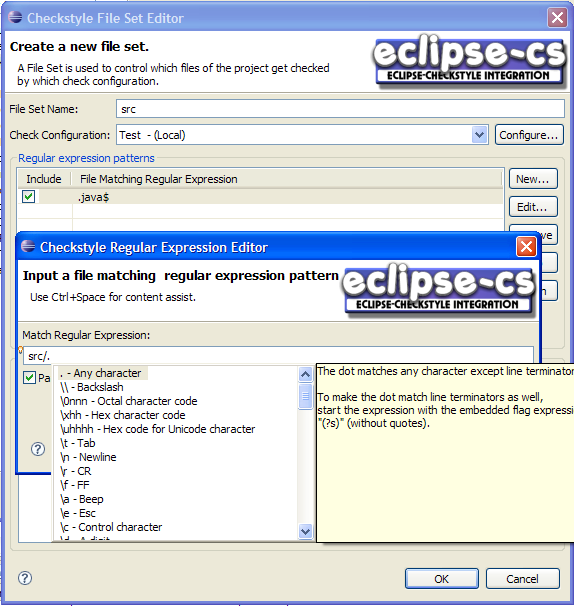 Checkstyle File Set Editor
Create a new file set.
A File Set is used to control which files of the project get checked
by which check configuration.
eclipse-cs
ECLIPSE-CHECKSTYLE INTEGRATION
File Set Name:
src
Check Configuration:
Test - (Local)
Configure...
Regular expression patterns
Include
File Matching Regular Expression
New...
.java$
Edit...
Checkstyle Regular Expression Editor
Input a file matching regular expression pattern
Use Ctrl+Space for content assist.
eclipse-cs
ECLIPSE-CHECKSTYLE INTEGRATION
Match Regular Expression:
src/.
. - Any character
\\ - Backslash
\0nnn - Octal character code
\xhh - Hex character code
\uhhhh - Hex code for Unicode character
\t - Tab
\n - Newline
\r - CR
\f - FF
\a - Beep
\e - Esc
\c - Control character
The dot matches any character except line terminator
To make the dot match line terminators as well,
start the expression with the embedded flag expressi
"(?s)" (without quotes).
OK
Cancel